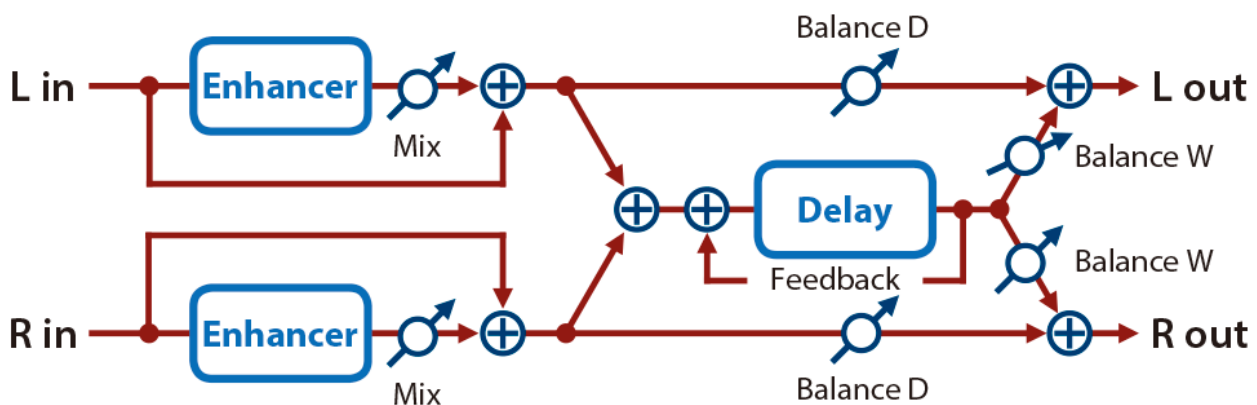 Balance D
L in
Enhancer
L out
Mix
Balance W
Delay
Balance W
Feedback
R in
Enhancer
R out
Mix
Balance D